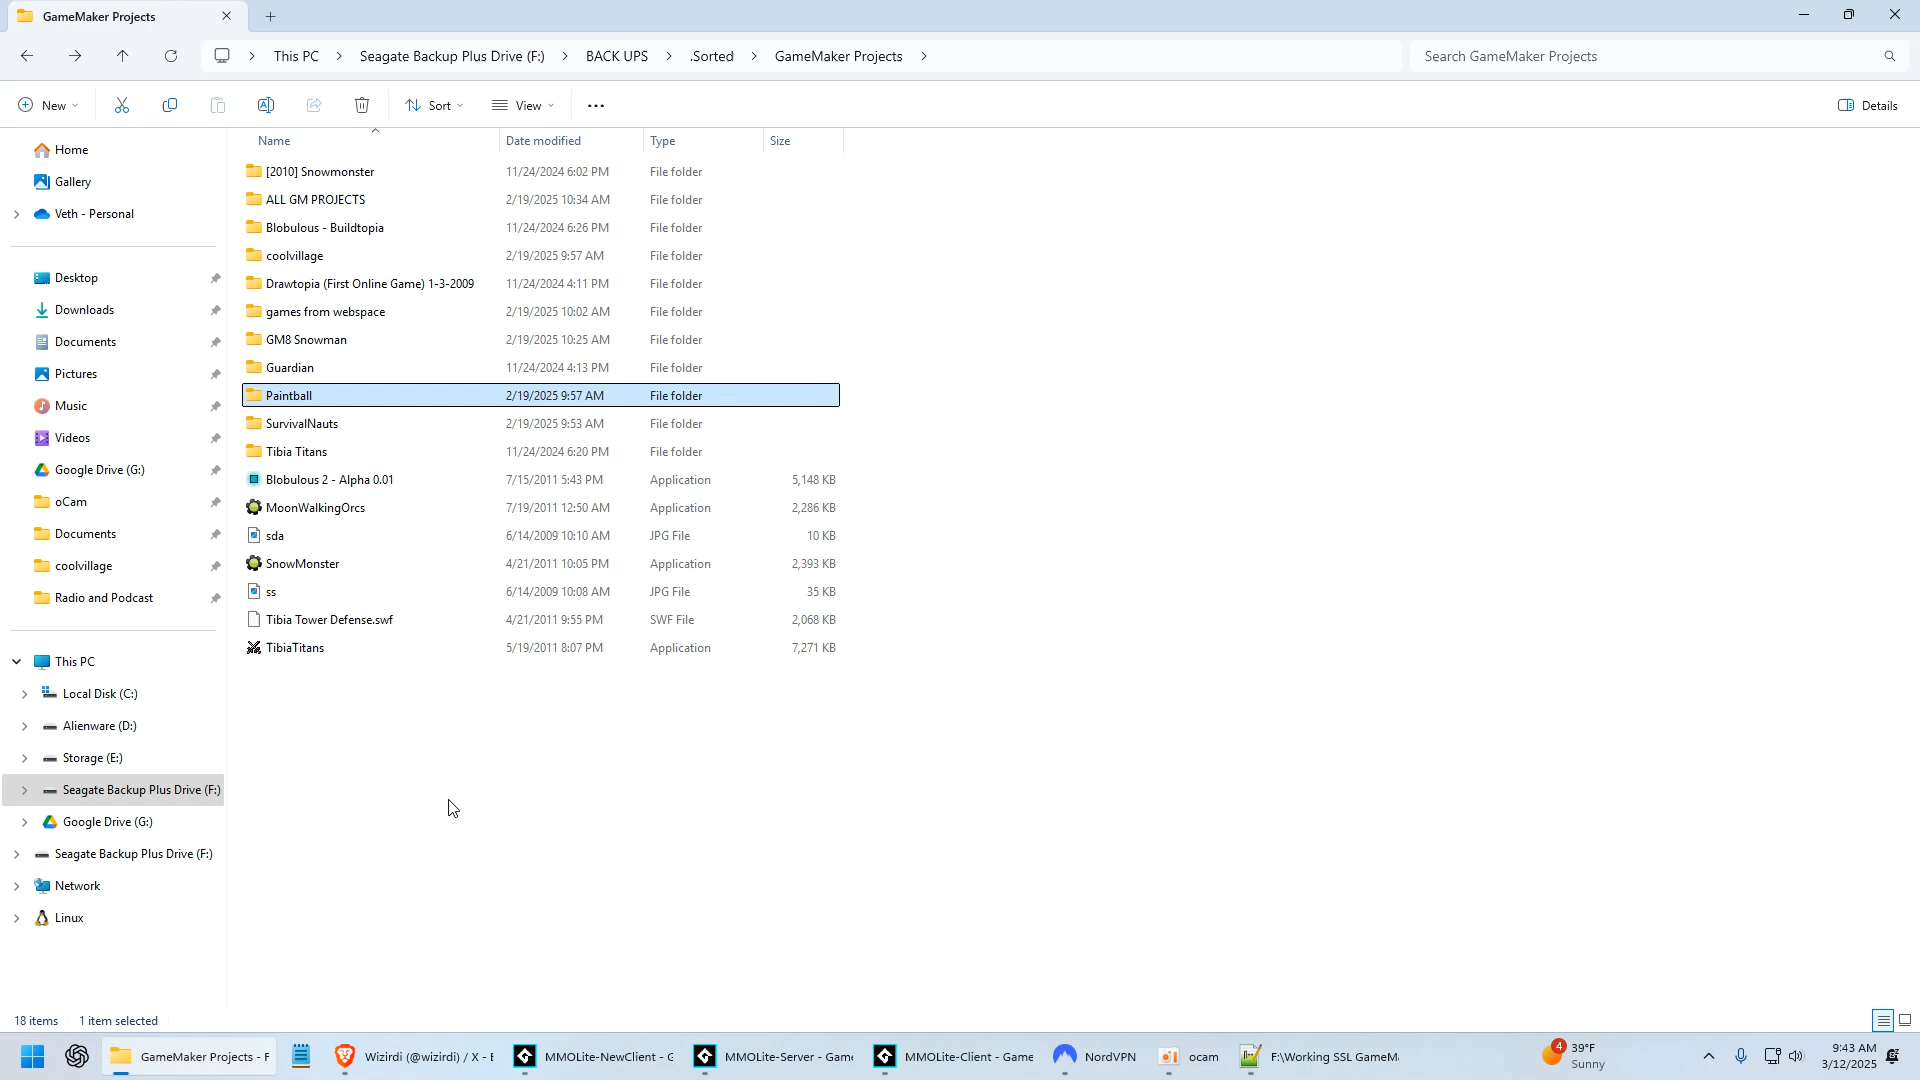 GameMaker Projects
This PC
Seagate Backup Plus Drive (F:)
BACK UPS
.Sorted
GameMaker Projects
Search GameMaker Projects
New
Sort
View
Details
Name
Date modified
Type
Size
Home
Gallery
Veth - Personal
Desktop
Downloads
Documents
Pictures
Music
Videos
Google Drive (G:)
oCam
Documents
coolvillage
Radio and Podcast
This PC
Local Disk (C:)
Alienware (D:)
Storage (E:)
Seagate Backup Plus Drive (F:)
Google Drive (G:)
Seagate Backup Plus Drive (F:)
Network
Linux
[2010] Snowmonster 11/24/2024 6:02 PM File folder
ALL GM PROJECTS 2/19/2025 10:34 AM File folder
Blobulous - Buildtopia 11/24/2024 6:26 PM File folder
coolvillage 2/19/2025 9:57 AM File folder
Drawtopia (First Online Game) 1-3-2009 11/24/2024 4:11 PM File folder
games from webspace 2/19/2025 10:02 AM File folder
GM8 Snowman 2/19/2025 10:25 AM File folder
Guardian 11/24/2024 4:13 PM File folder
Paintball 2/19/2025 9:57 AM File folder
SurvivalNauts 2/19/2025 9:53 AM File folder
Tibia Titans 11/24/2024 6:20 PM File folder
Blobulous 2 - Alpha 0.01 7/15/2011 5:43 PM Application 5,148 KB
MoonWalkingOrcs 7/19/2011 12:50 AM Application 2,286 KB
sda 6/14/2009 10:10 AM JPG File 10 KB
SnowMonster 4/21/2011 10:05 PM Application 2,393 KB
ss 6/14/2009 10:08 AM JPG File 35 KB
Tibia Tower Defense.swf 4/21/2011 9:55 PM SWF File 2,068 KB
TibiaTitans 5/19/2011 8:07 PM Application 7,271 KB
18 items 1 item selected
GameMaker Projects - F
Wizirdi (@wizirdi) / X - E
MMOLite-NewClient - G
MMOLite-Server - Game
MMOLite-Client - Game
NordVPN
ocam
F:\Working SSL GameM
4
39°F
Sunny
9:43 AM
3/12/2025